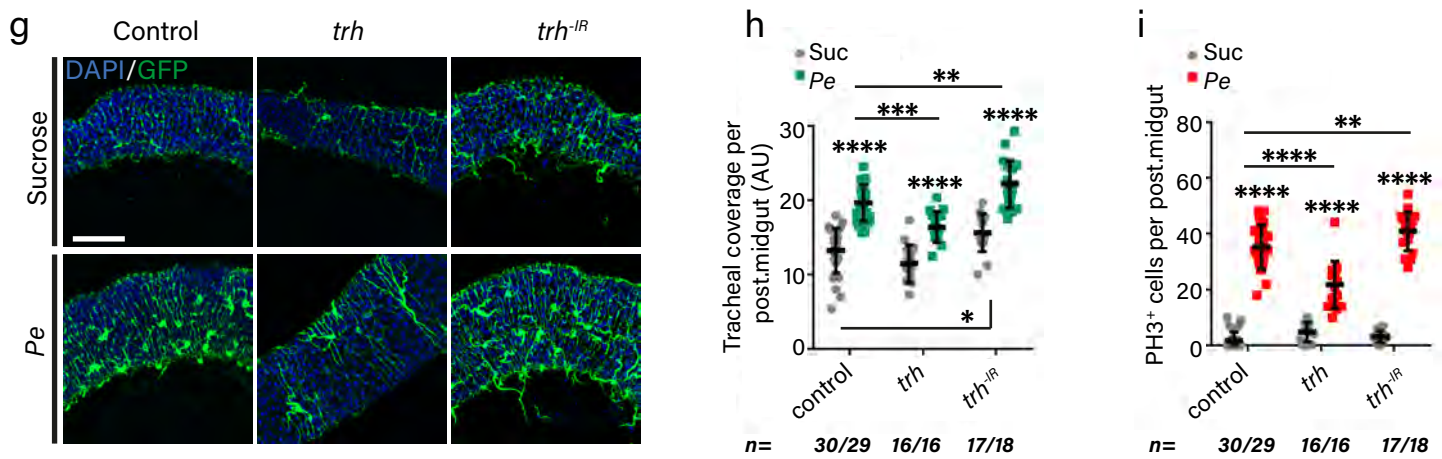 g
Control
trh
trh-IR
DAPI/GFP
Sucrose
Pe
h
Suc
Pe
**
***
****
****
****
*
Tracheal coverage per
post.midgut (AU)
30
20
10
0
control
trh
trh-IR
n= 30/29 16/16 17/18
i
Suc
Pe
**
****
****
****
****
PH3+ cells per post.midgut
80
60
40
20
0
control
trh
trh-IR
n= 30/29 16/16 17/18